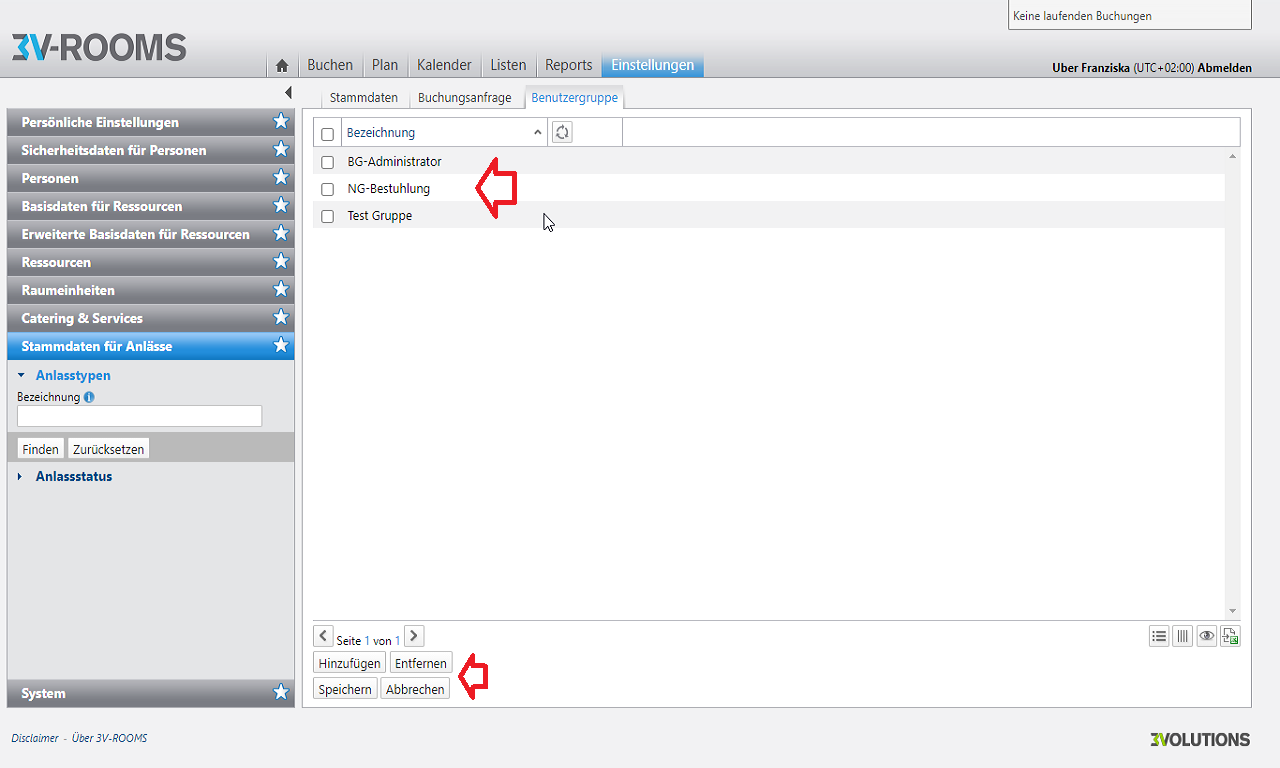 Keine laufenden Buchungen
3V-ROOMS
Buchen Plan Kalender Listen Reports Einstellungen
Uber Franziska (UTC+02:00) Abmelden
Stammdaten Buchungsanfrage Benutzergruppe
Persönliche Einstellungen
Sicherheitsdaten für Personen
Personen
Basisdaten für Ressourcen
Erweiterte Basisdaten für Ressourcen
Ressourcen
Raumeinheiten
Catering & Services
Stammdaten für Anlässe
Anlasstypen
Bezeichnung
Finden Zurücksetzen
Anlassstatus
System
Bezeichnung
BG-Administrator
NG-Bestuhlung
Test Gruppe
Seite 1 von 1
Hinzufügen Entfernen
Speichern Abbrechen
Disclaimer - Über 3V-ROOMS
3VOLUTIONS